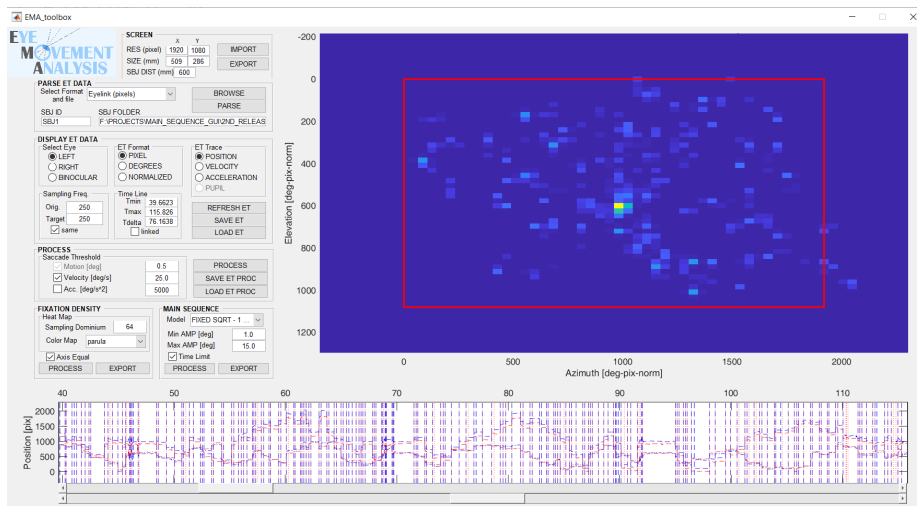 EMA_toolbox
EYE
MOVEMENT
ANALYSIS
SCREEN
X Y
RES (pixel) 1920 1080 IMPORT
SIZE (mm) 509 286 EXPORT
SBJ DIST (mm) 600
PARSE ET DATA
Select Format and file Eyelink (pixels) BROWSE
PARSE
SBJ ID SBJ FOLDER
SBJ1 F:\PROJECTS\MAIN_SEQUENCE_GUI\2ND_RELEAS
DISPLAY ET DATA
Select Eye ET Format ET Trace
LEFT PIXEL POSITION
RIGHT DEGREES VELOCITY
BINOCULAR NORMALIZED ACCELERATION
PUPIL
Sampling Freq. Time Line
Orig. 250 Tmin 39.6623 REFRESH ET
Tmax 115.826 SAVE ET
Target 250 Tdelta 76.1638 LOAD ET
same linked
PROCESS
Saccade Threshold
Motion [deg] 0.5 PROCESS
Velocity [deg/s] 25.0 SAVE ET PROC
Acc. [deg/s^2] 5000 LOAD ET PROC
FIXATION DENSITY MAIN SEQUENCE
Heat Map Model FIXED SQRT - 1 ...
Sampling Dominium 64 Min AMP [deg] 1.0
Color Map parula Max AMP [deg] 15.0
Axis Equal Time Limit
PROCESS EXPORT PROCESS EXPORT
-200
0
200
400
600
800
1000
1200
Elevation [deg-pix-norm]
0 500 1000 1500 2000
Azimuth [deg-pix-norm]
40 50 60 70 80 90 100 110
2000
1500
1000
500
0
Position [pix]